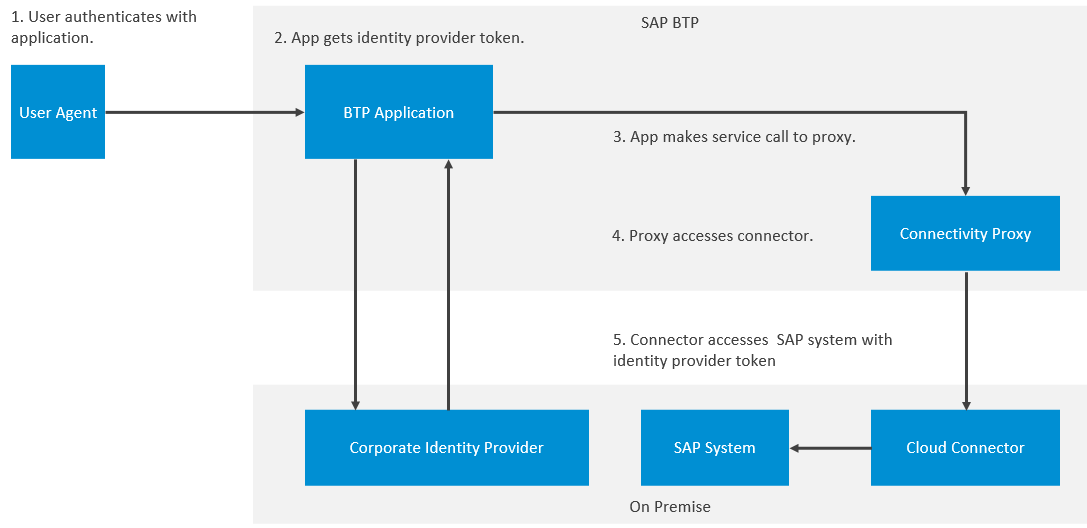 1. User authenticates with
application.
SAP BTP
2. App gets identity provider token.
User Agent
BTP Application
3. App makes service call to proxy.
4. Proxy accesses connector.
Connectivity Proxy
5. Connector accesses SAP system with
identity provider token
Corporate Identity Provider
SAP System
Cloud Connector
On Premise